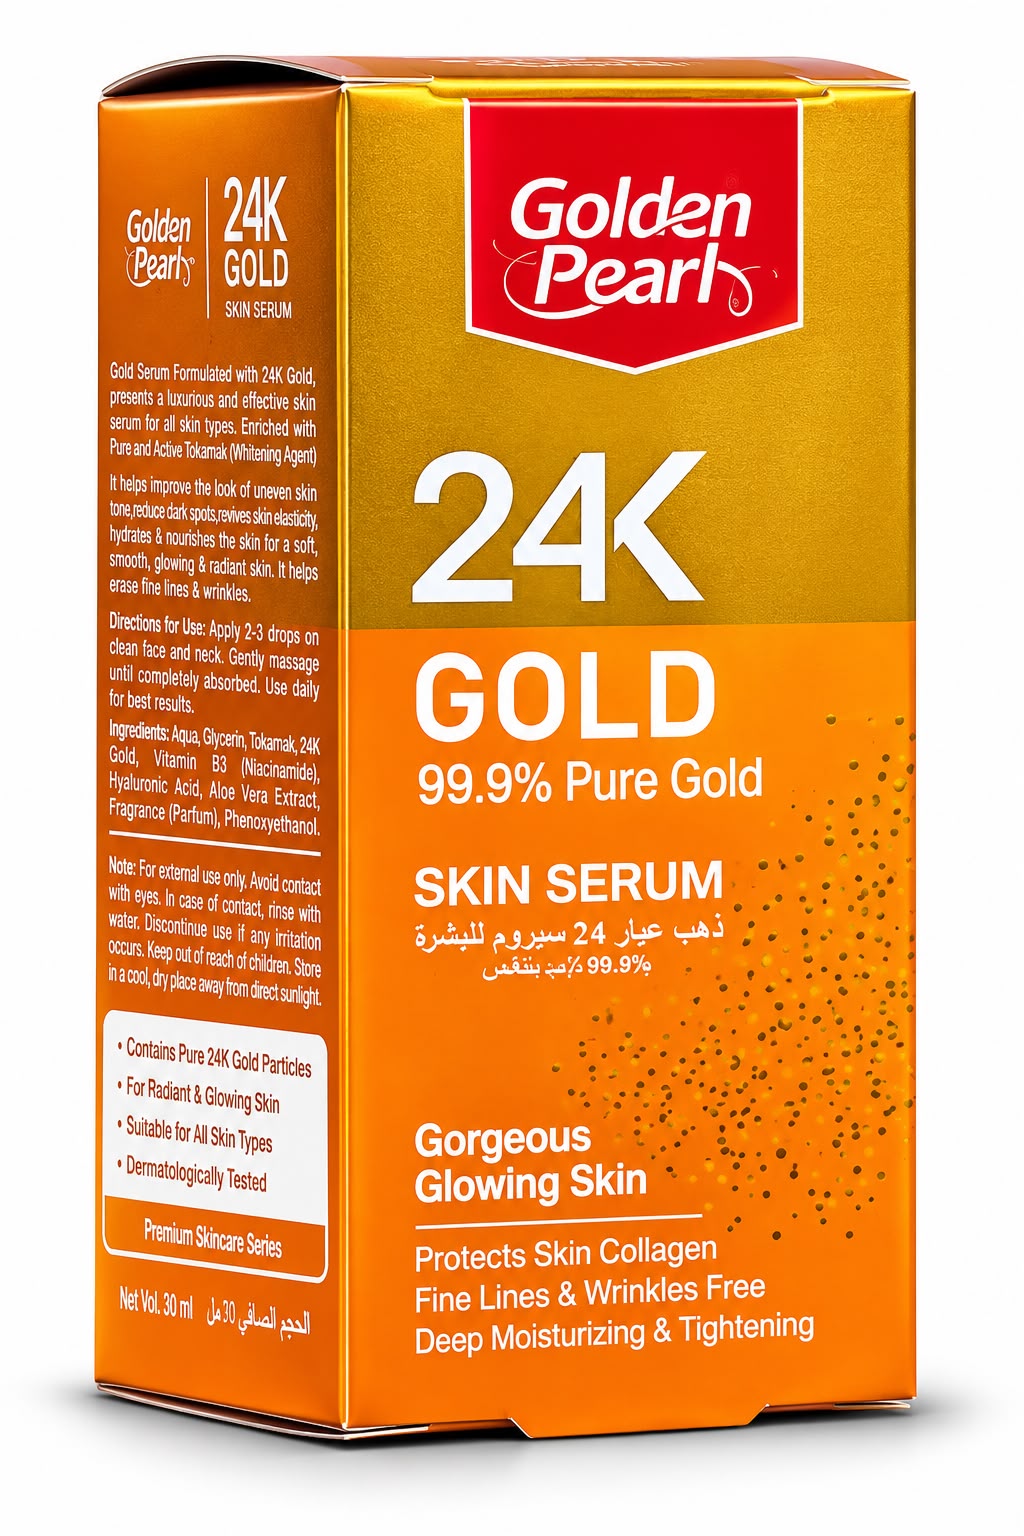 Golden
Pearl
24K
GOLD
SKIN SERUM
Gold Serum Formulated with 24K Gold,
presents a luxurious and effective skin
serum for all skin types. Enriched with
Pure and Active Tokamak (Whitening Agent)
It helps improve the look of uneven skin
tone,reduce dark spots,revives skin elasticity,
hydrates & nourishes the skin for a soft,
smooth, glowing & radiant skin. It helps
erase fine lines & wrinkles.
Directions for Use: Apply 2-3 drops on
clean face and neck. Gently massage
until completely absorbed. Use daily
for best results.
Ingredients: Aqua, Glycerin, Tokamak, 24K
Gold, Vitamin B3 (Niacinamide),
Hyaluronic Acid, Aloe Vera Extract,
Fragrance (Parfum), Phenoxyethanol.
Note: For external use only, Avoid contact
with eyes. In case of contact, rinse with
water. Discontinue use if any irritation
occurs. Keep out of reach of children. Store
in a cool, dry place away from direct sunlight.
• Contains Pure 24K Gold Particles
• For Radiant & Glowing Skin
• Suitable for All Skin Types
• Dermatologically Tested
Premium Skincare Series
Net Vol. 30 ml الحجم الصافي 30 مل
Golden
Pearl
24K
GOLD
99.9% Pure Gold
SKIN SERUM
ذهب عيار 24 سيروم للبشرة
99.9%
Gorgeous
Glowing Skin
Protects Skin Collagen
Fine Lines & Wrinkles Free
Deep Moisturizing & Tightening